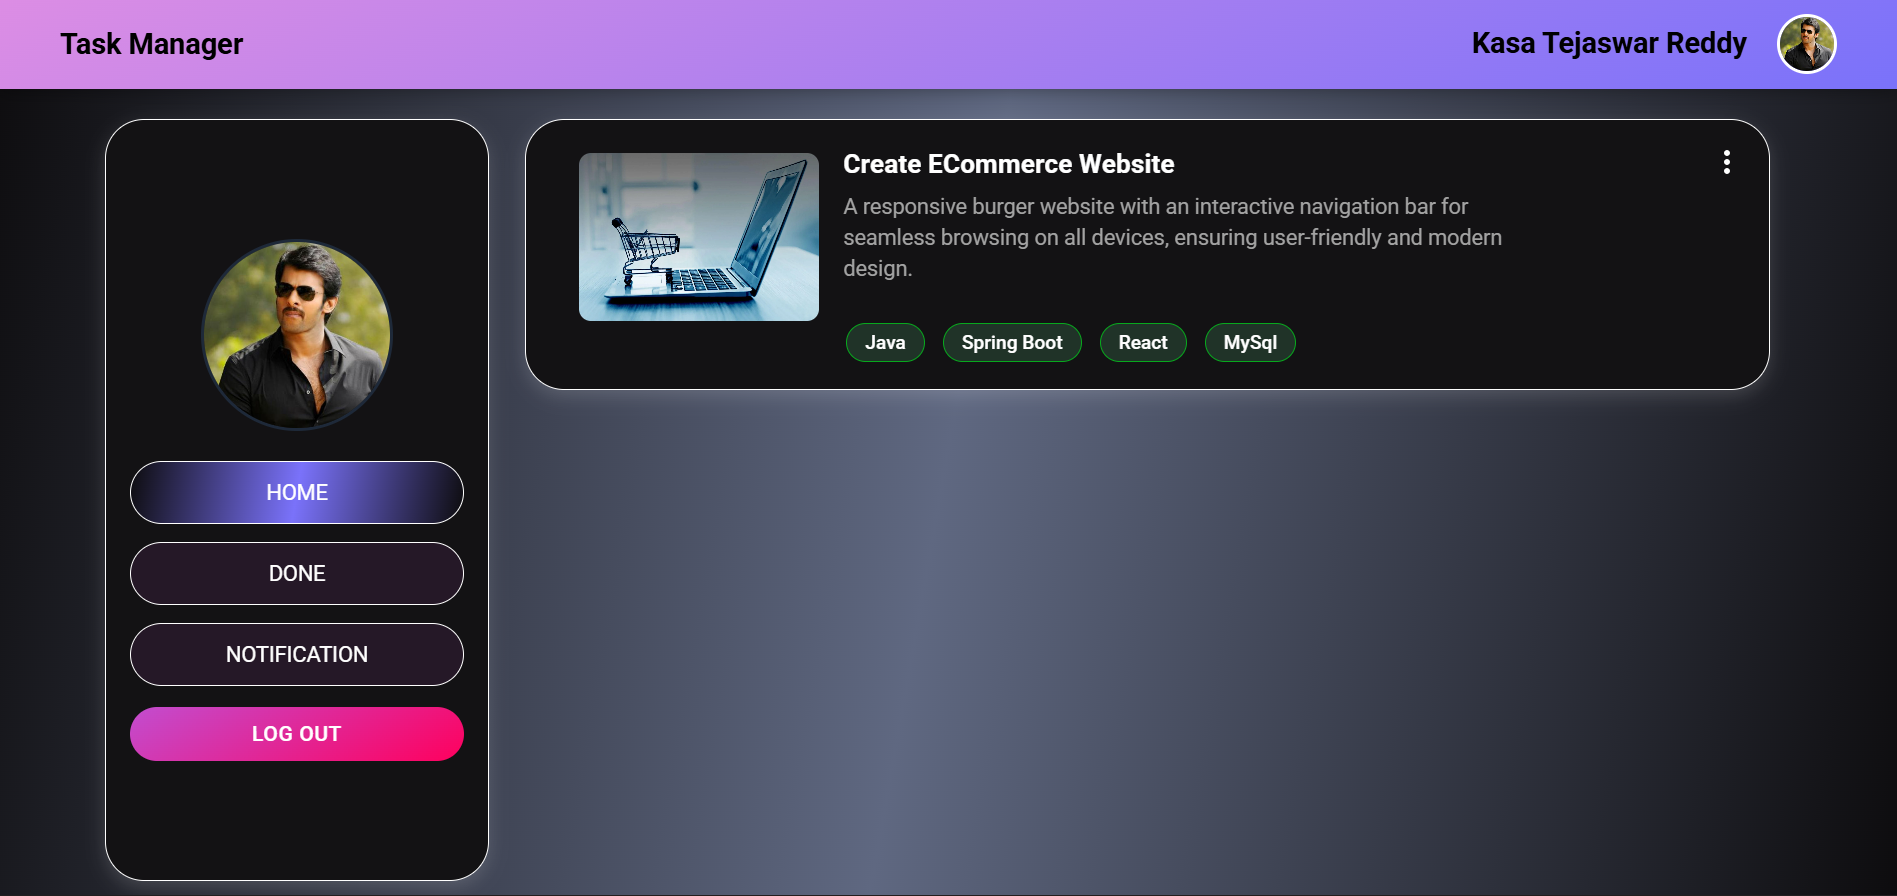 Task Manager
Kasa Tejaswar Reddy
HOME
DONE
NOTIFICATION
LOG OUT
Create ECommerce Website
A responsive burger website with an interactive navigation bar for
seamless browsing on all devices, ensuring user-friendly and modern
design.
Java
Spring Boot
React
MySql